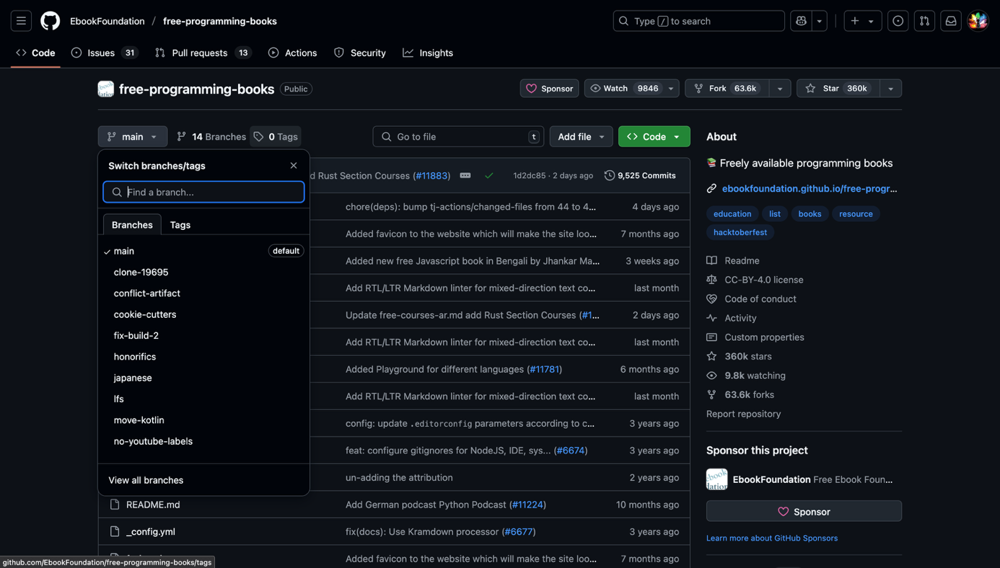 EbookFoundation / free-programming-books
Type / to search
Code
Issues 31
Pull requests 13
Actions
Security
Insights
free-programming-books Public
Sponsor
Watch 9846
Fork 63.6k
Star 360k
main
14 Branches
0 Tags
Go to file t
Add file
Code
Switch branches/tags
Find a branch...
Branches
Tags
main default
clone-19695
conflict-artifact
cookie-cutters
fix-build-2
honorifics
japanese
lfs
move-kotlin
no-youtube-labels
View all branches
d Rust Section Courses (#11883)
1d2dc85 · 2 days ago
9,525 Commits
chore(deps): bump tj-actions/changed-files from 44 to 4... 4 days ago
Added favicon to the website which will make the site loo... 7 months ago
Added new free Javascript book in Bengali by Jhankar Ma... 3 weeks ago
Add RTL/LTR Markdown linter for mixed-direction text co... last month
Update free-courses-ar.md add Rust Section Courses (#1... 2 days ago
Add RTL/LTR Markdown linter for mixed-direction text co... last month
Added Playground for different languages (#11781) 6 months ago
Add RTL/LTR Markdown linter for mixed-direction text co... last month
config: update .editorconfig parameters according to c... 3 years ago
feat: configure gitignores for NodeJS, IDE, sys... (#6674) 3 years ago
un-adding the attribution 2 years ago
README.md Add German podcast Python Podcast (#11224) 10 months ago
_config.yml fix(docs): Use Kramdown processor (#6677) 3 years ago
Added favicon to the website which will make the site loo... 7 months ago
About
Freely available programming books
ebookfoundation.github.io/free-progr...
education list books resource
hacktoberfest
Readme
CC-BY-4.0 license
Code of conduct
Activity
Custom properties
360k stars
9.8k watching
63.6k forks
Report repository
Sponsor this project
EbookFoundation Free Ebook Foun...
Sponsor
Learn more about GitHub Sponsors
github.com/EbookFoundation/free-programming-books/tags